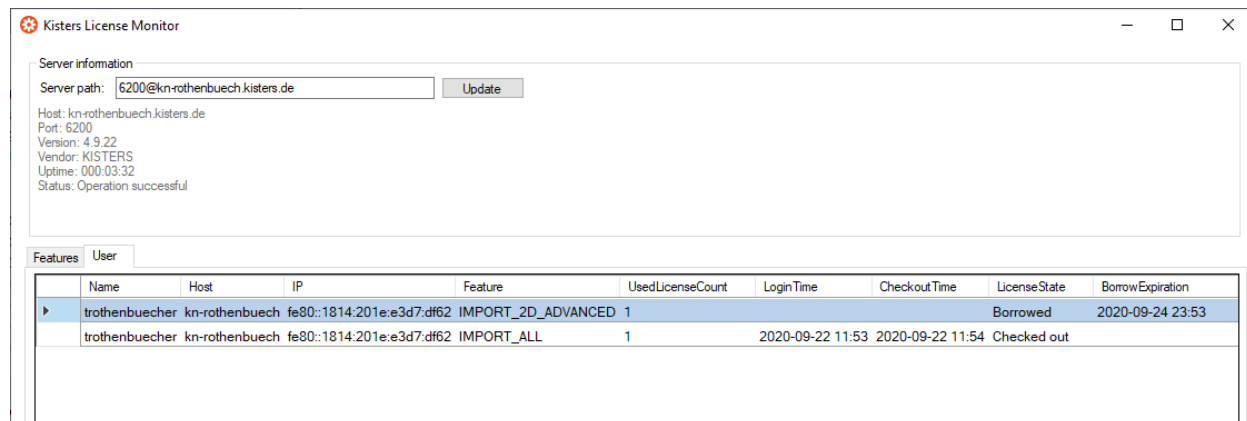 Kisters License Monitor
Server information
Server path: 6200@kn-rothenbuech.kisters.de Update
Host: kn-rothenbuech.kisters.de
Port: 6200
Version: 4.9.22
Vendor: KISTERS
Uptime: 000:03:32
Status: Operation successful
Features User
Name Host IP Feature UsedLicenseCount LoginTime CheckoutTime LicenseState BorrowExpiration
trothenbuecher kn-rothenbuech fe80::1814:201e:e3d7:df62 IMPORT_2D_ADVANCED 1 Borrowed 2020-09-24 23:53
trothenbuecher kn-rothenbuech fe80::1814:201e:e3d7:df62 IMPORT_ALL 1 2020-09-22 11:53 2020-09-22 11:54 Checked out